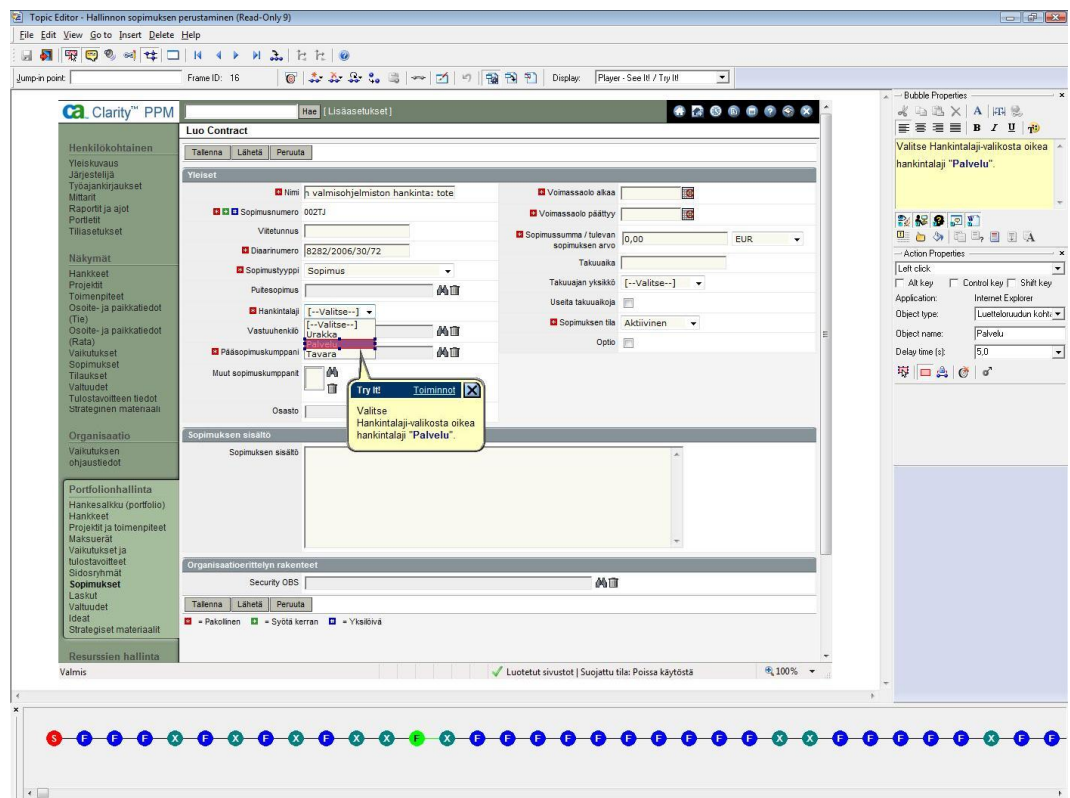 Topic Editor - Hallinnon sopimuksen perustaminen (Read-Only 9)
File Edit View Go to Insert Delete Help
Jump-in point: Frame ID: 16 Display: Player - See It! / Try It!
ca. Clarity™ PPM
Hae [ Lisäasetukset ]
Luo Contract
Henkilökohtainen
Yleiskuvaus
Järjestelijä
Työajankirjaukset
Mittarit
Raportit ja ajot
Portletit
Tiliasetukset
Näkymät
Hankkeet
Projektit
Toimenpiteet
Osoite- ja paikkatiedot
(Tie)
Osoite- ja paikkatiedot
(Rata)
Vaikutukset
Sopimukset
Tilaukset
Valtuudet
Tulostavoitteen tiedot
Strateginen materiaali
Organisaatio
Vaikutuksen
ohjaustiedot
Portfolionhallinta
Hankesalkku (portfolio)
Hankkeet
Projektit ja toimenpiteet
Maksuerät
Vaikutukset ja
tulostavoitteet
Sidosryhmät
Sopimukset
Laskut
Valtuudet
Ideat
Strategiset materiaalit
Resurssien hallinta
Tallenna Lähetä Peruuta
Yleiset
Nimi n valmisohjelmiston hankinta: tote
Sopimusnumero 002TJ
Viitetunnus
Diaarinumero 8282/2006/30/72
Sopimustyyppi Sopimus
Puitesopimus
Hankintalaji [--Valitse--]
[--Valitse--]
Urakka
Palvelu
Tavara
Vastuuhenkilö
Pääsopimuskumppani
Muut sopimuskumppanit
Osasto
Voimassaolo alkaa
Voimassaolo päättyy
Sopimussumma / tulevan
sopimuksen arvo 0,00 EUR
Takuuaika
Takuuajan yksikkö [--Valitse--]
Useita takuuaikoja
Sopimuksen tila Aktiivinen
Optio
Try It! Toiminnot
Valitse
Hankintalaji-valikosta oikea
hankintalaji "Palvelu".
Sopimuksen sisältö
Sopimuksen sisältö
Organisaatioerittelyn rakenteet
Security OBS
Tallenna Lähetä Peruuta
= Pakollinen = Syötä kerran = Yksilöivä
Valmis Luotetut sivustot | Suojattu tila: Poissa käytöstä 100%
Bubble Properties
A B I U
Valitse Hankintalaji-valikosta oikea
hankintalaji "Palvelu".
Action Properties
Left click
Alt key Control key Shift key
Application: Internet Explorer
Object type: Luetteloruudun kohta
Object name: Palvelu
Delay time (s): 5,0
S F F F X F X F X F X X F X F F F F F F F F F F X X F F F F F X F F